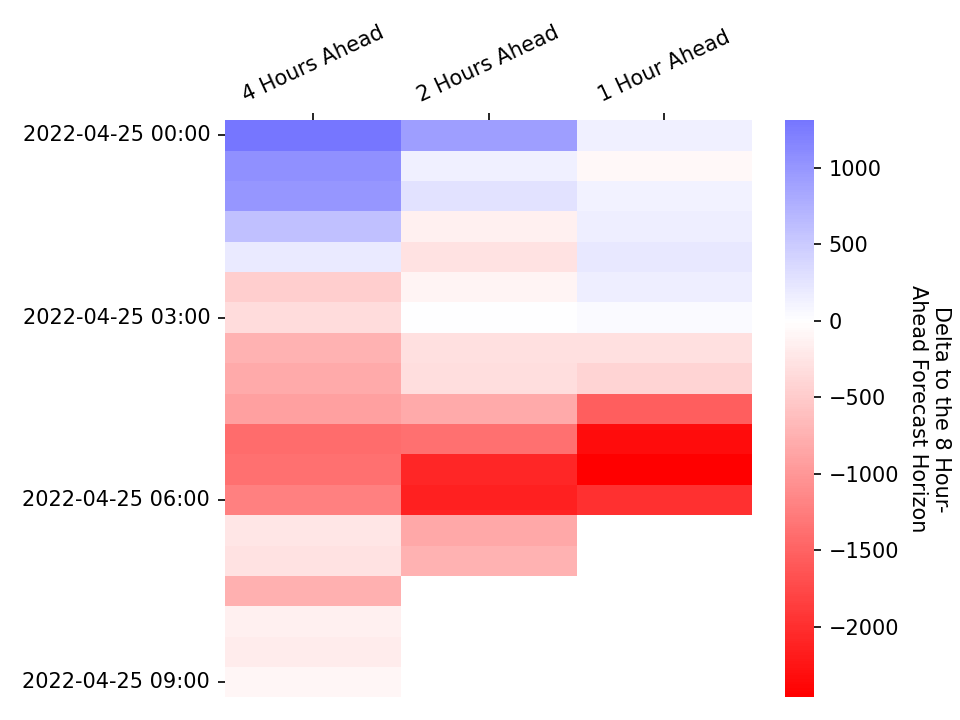 4 Hours Ahead
2 Hours Ahead
1 Hour Ahead
2022-04-25 00:00
2022-04-25 03:00
2022-04-25 06:00
2022-04-25 09:00
1000
500
0
−500
−1000
−1500
−2000
Delta to the 8 Hour-
Ahead Forecast Horizon